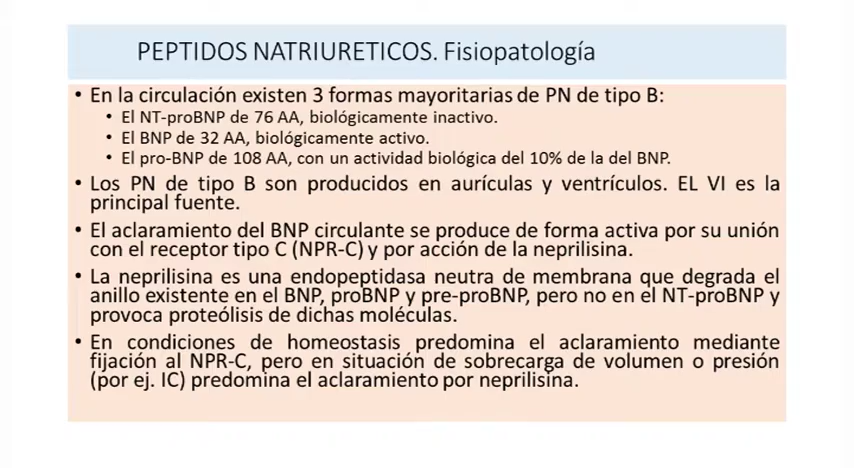 PEPTIDOS NATRIURETICOS. Fisiopatología
• En la circulación existen 3 formas mayoritarias de PN de tipo B:
• El NT-proBNP de 76 AA, biológicamente inactivo.
• El BNP de 32 AA, biológicamente activo.
• El pro-BNP de 108 AA, con un actividad biológica del 10% de la del BNP.
• Los PN de tipo B son producidos en aurículas y ventrículos. EL VI es la
principal fuente.
• El aclaramiento del BNP circulante se produce de forma activa por su unión
con el receptor tipo C (NPR-C) y por acción de la neprilisina.
• La neprilisina es una endopeptidasa neutra de membrana que degrada el
anillo existente en el BNP, proBNP y pre-proBNP, pero no en el NT-proBNP y
provoca proteólisis de dichas moléculas.
• En condiciones de homeostasis predomina el aclaramiento mediante
fijación al NPR-C, pero en situación de sobrecarga de volumen o presión
(por ej. IC) predomina el aclaramiento por neprilisina.